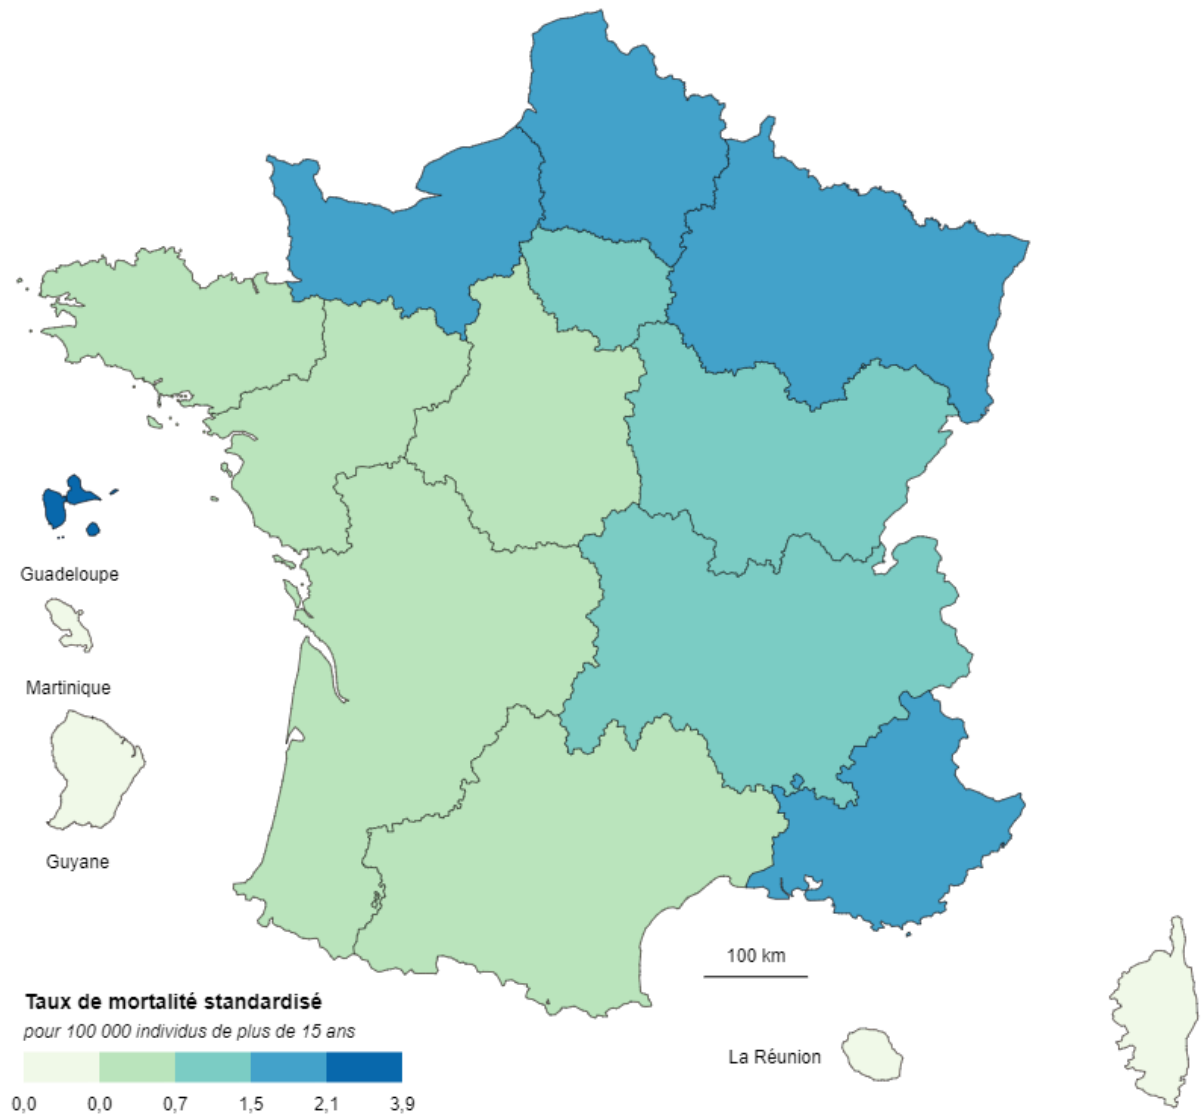 Guadeloupe
Martinique
Guyane
100 km
Taux de mortalité standardisé
pour 100 000 individus de plus de 15 ans
La Réunion
0,0 0,0 0,7 1,5 2,1 3,9